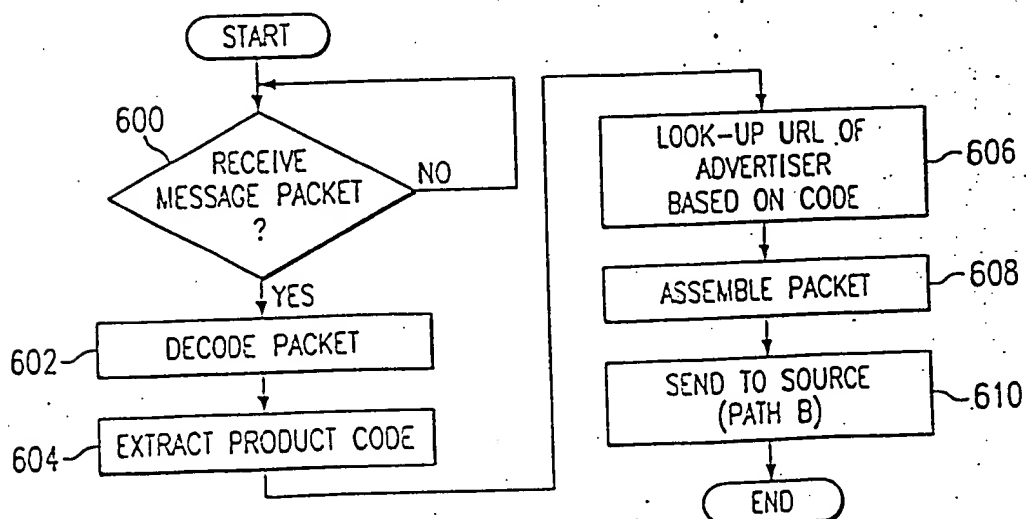 START
600
RECEIVE
MESSAGE PACKET
?
NO
YES
602
DECODE PACKET
604
EXTRACT PRODUCT CODE
LOOK-UP URL OF
ADVERTISER
BASED ON CODE
606
ASSEMBLE PACKET
608
SEND TO SOURCE
(PATH B)
610
END